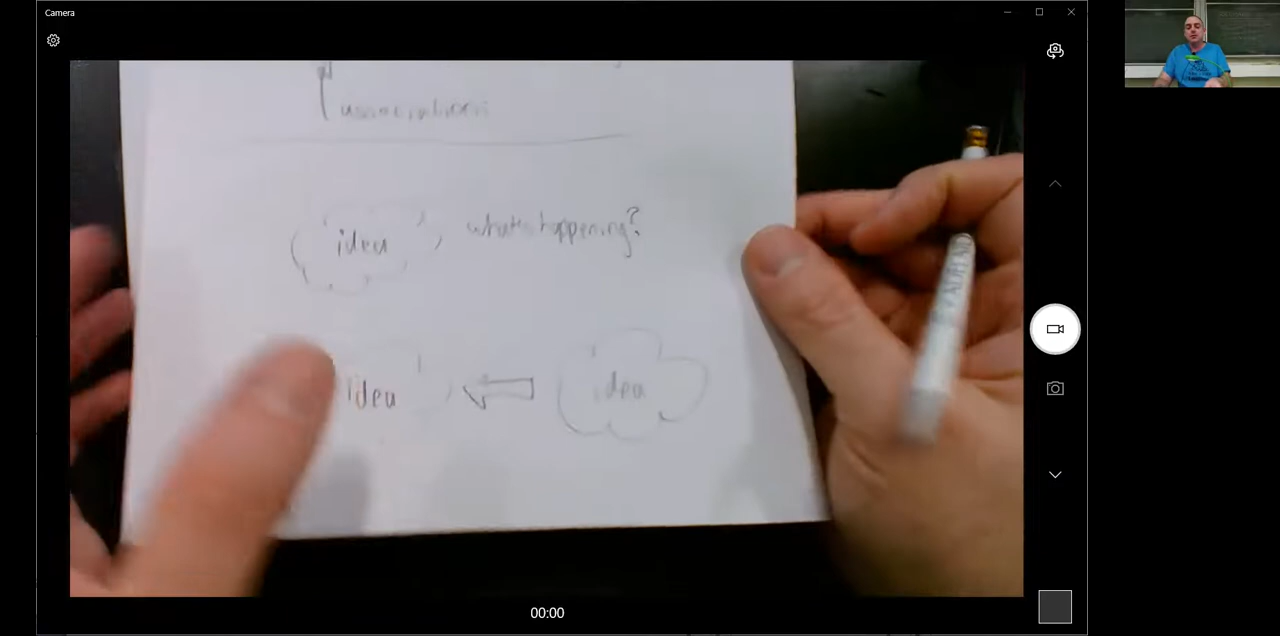 Camera
associations
idea
what's happening?
idea
idea
00:00